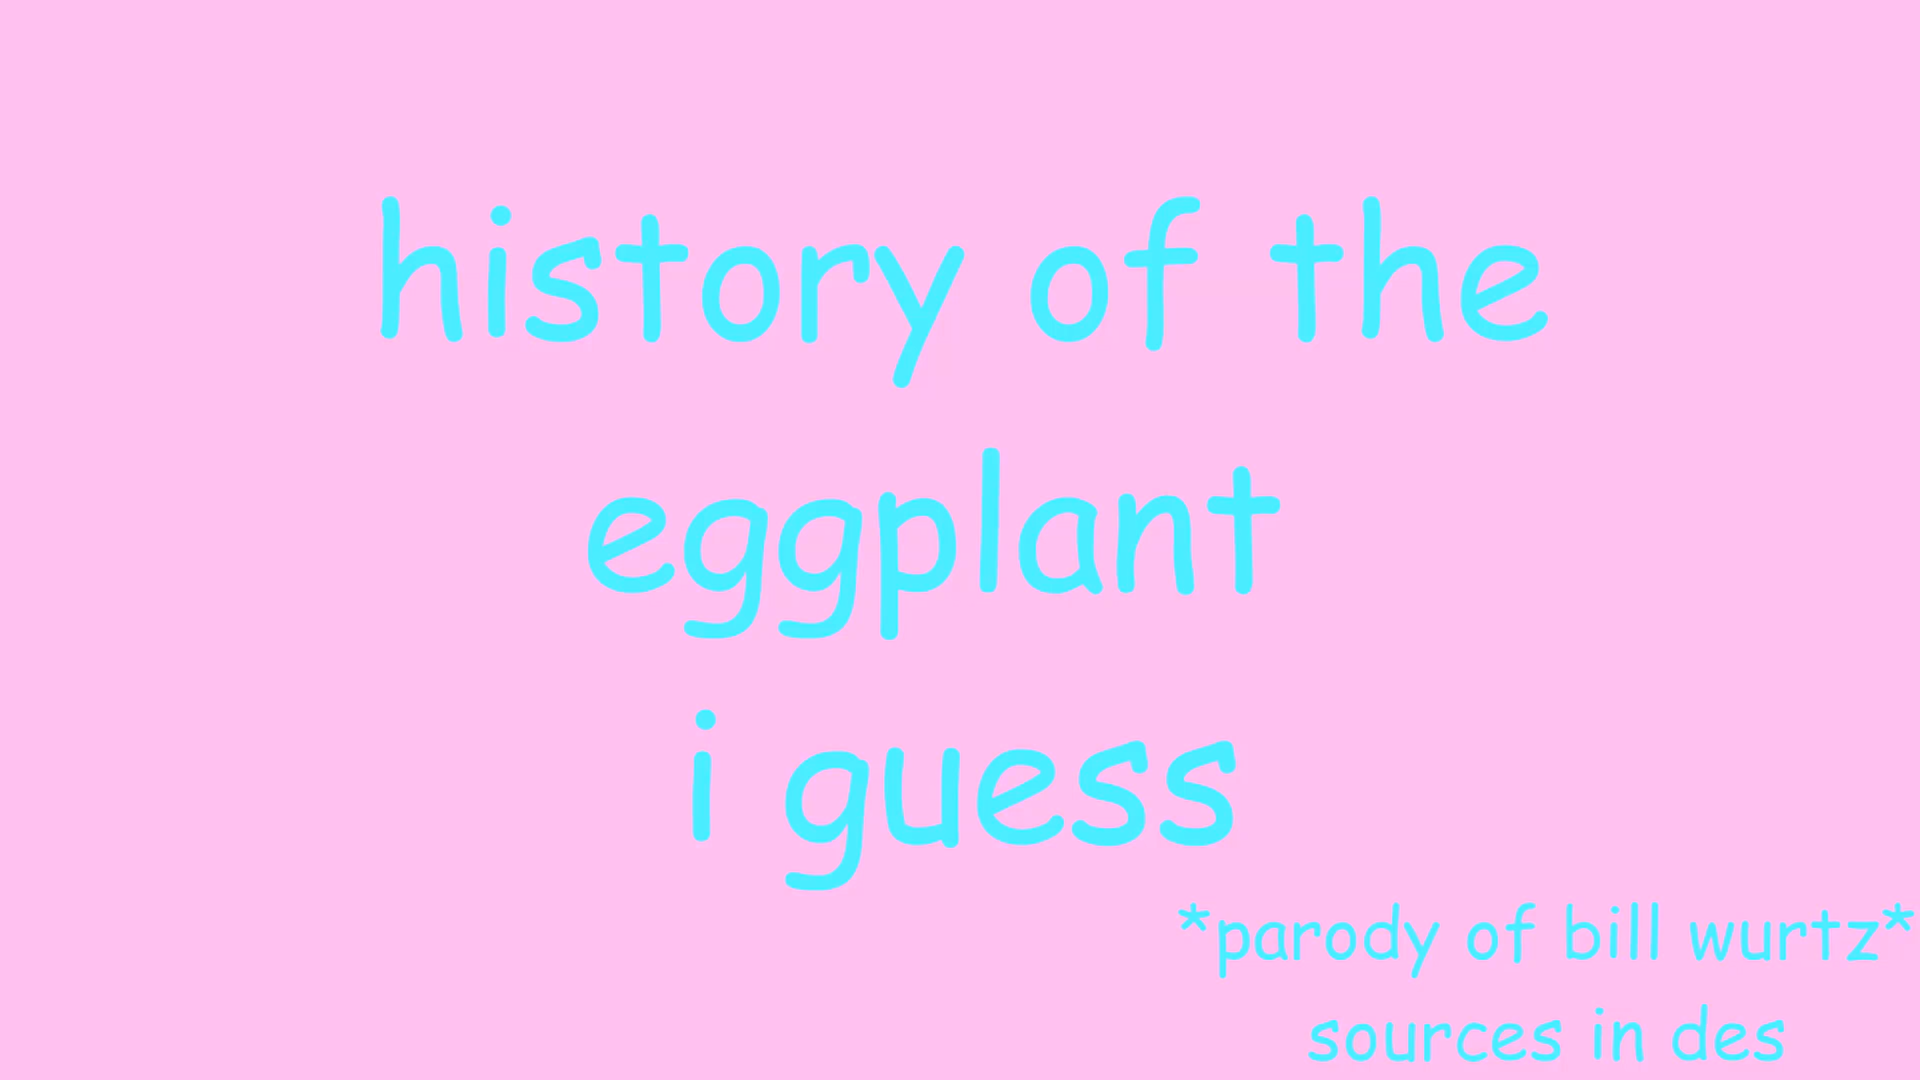 history of the
eggplant
i guess
*parody of bill wurtz*
sources in des